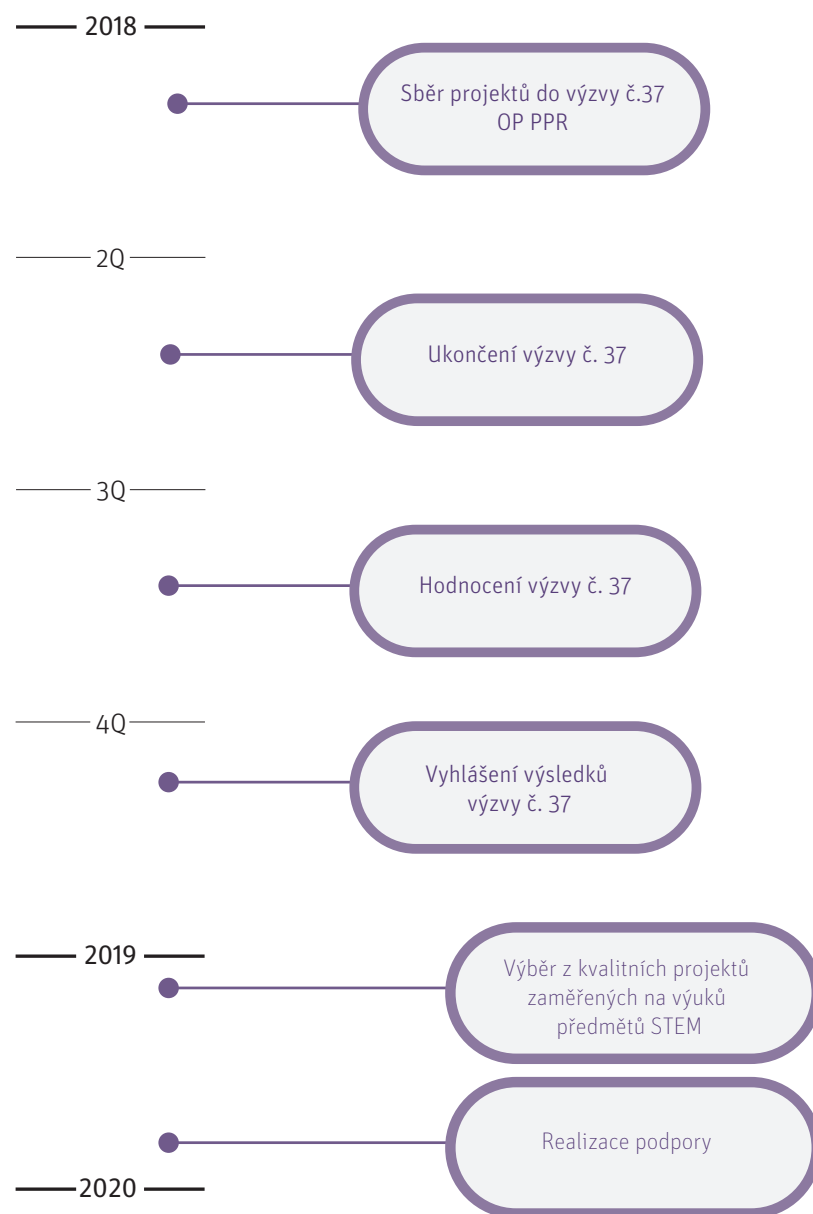 2018
Sběr projektů do výzvy č.37
OP PPR
2Q
Ukončení výzvy č. 37
3Q
Hodnocení výzvy č. 37
4Q
Vyhlášení výsledků
výzvy č. 37
2019
Výběr z kvalitních projektů
zaměřených na výuků
předmětů STEM
Realizace podpory
2020